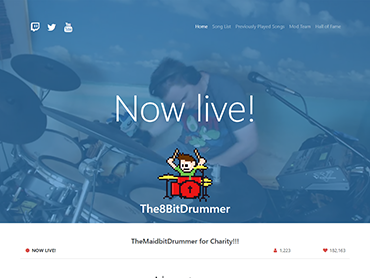 Home Song List Previously Played Songs Mod Team Hall of Fame
Now live!
The8BitDrummer
TheMaidbitDrummer for Charity!!!
NOW LIVE! 1,223 182,163